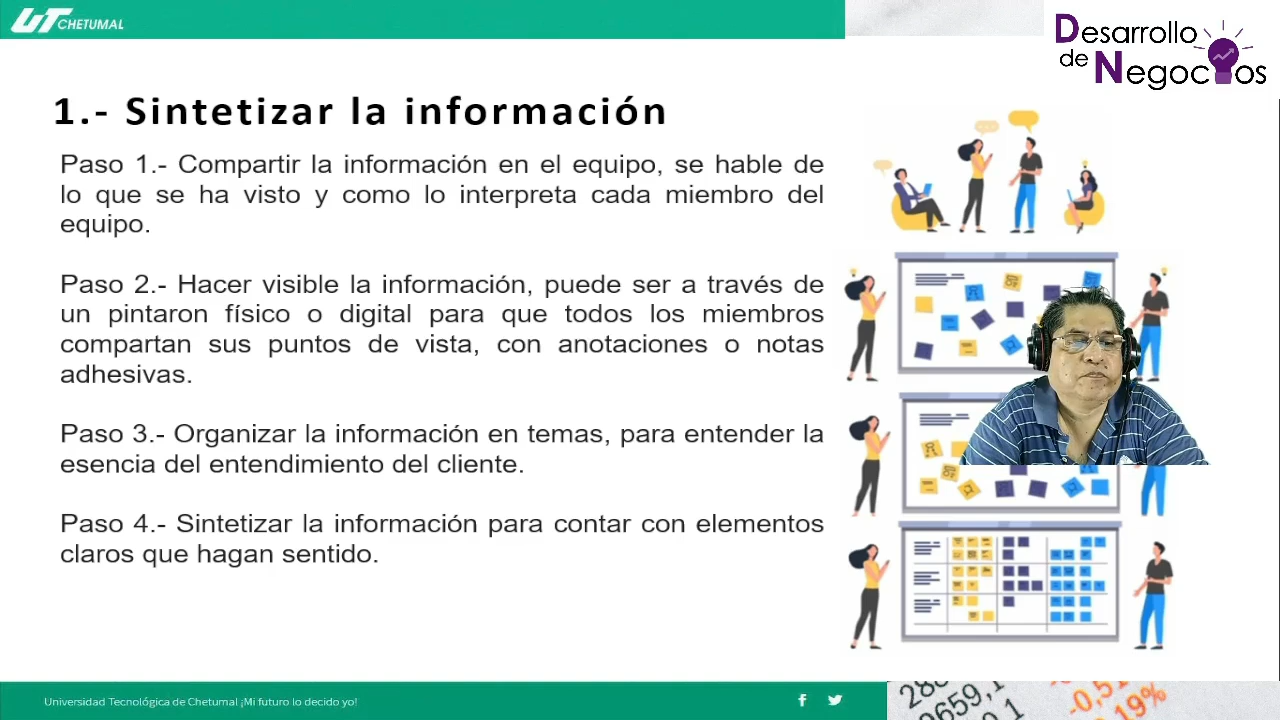 UT CHETUMAL
Desarrollo
de Negocios
1.- Sintetizar la información
Paso 1.- Compartir la información en el equipo, se hable de
lo que se ha visto y como lo interpreta cada miembro del
equipo.
Paso 2.- Hacer visible la información, puede ser a través de
un pintaron físico o digital para que todos los miembros
compartan sus puntos de vista, con anotaciones o notas
adhesivas.
Paso 3.- Organizar la información en temas, para entender la
esencia del entendimiento del cliente.
Paso 4.- Sintetizar la información para contar con elementos
claros que hagan sentido.
Universidad Tecnológica de Chetumal ¡Mi futuro lo decido yo!